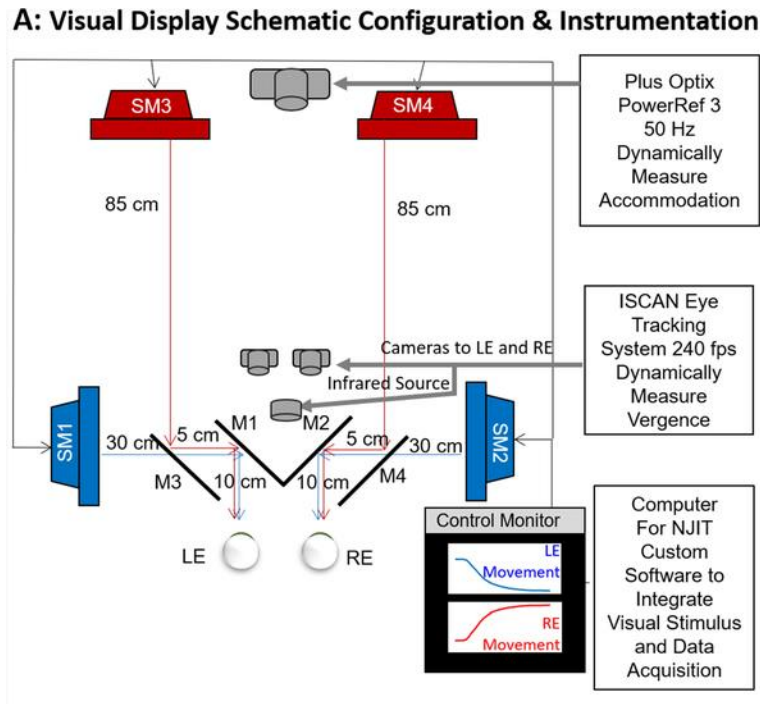 A: Visual Display Schematic Configuration & Instrumentation
SM3
SM4
Plus Optix
PowerRef 3
50 Hz
Dynamically
Measure
Accommodation
85 cm
85 cm
ISCAN Eye
Tracking
System 240 fps
Dynamically
Measure
Vergence
Cameras to LE and RE
Infrared Source
SM1
30 cm
5 cm
M1
M2
5 cm
30 cm
SM2
M3
10 cm
10 cm
M4
LE
RE
Control Monitor
LE
Movement
RE
Movement
Computer
For NJIT
Custom
Software to
Integrate
Visual Stimulus
and Data
Acquisition